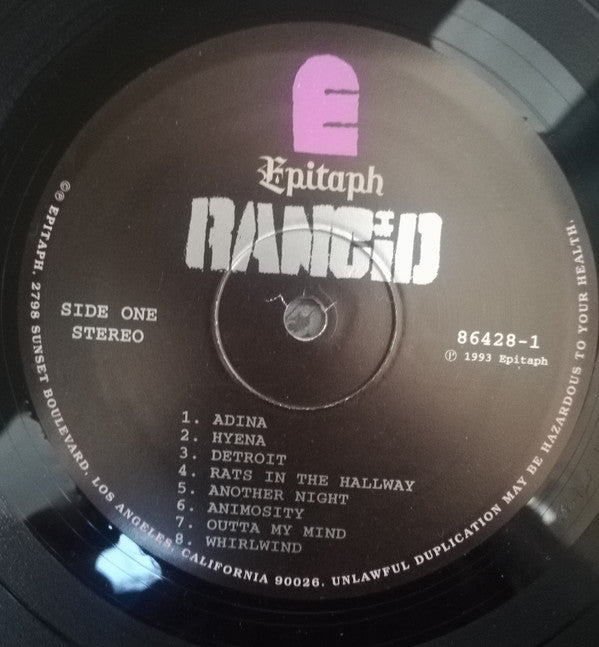 E
Epitaph
RANCiD
SIDE ONE
STEREO
86428-1
℗ 1993 Epitaph
1. ADINA
2. HYENA
3. DETROIT
4. RATS IN THE HALLWAY
5. ANOTHER NIGHT
6. ANIMOSITY
7. OUTTA MY MIND
8. WHIRLWIND
©℗ EPITAPH, 2798 SUNSET BOULEVARD, LOS ANGELES, CALIFORNIA 90026. UNLAWFUL DUPLICATION MAY BE HAZARDOUS TO YOUR HEALTH.